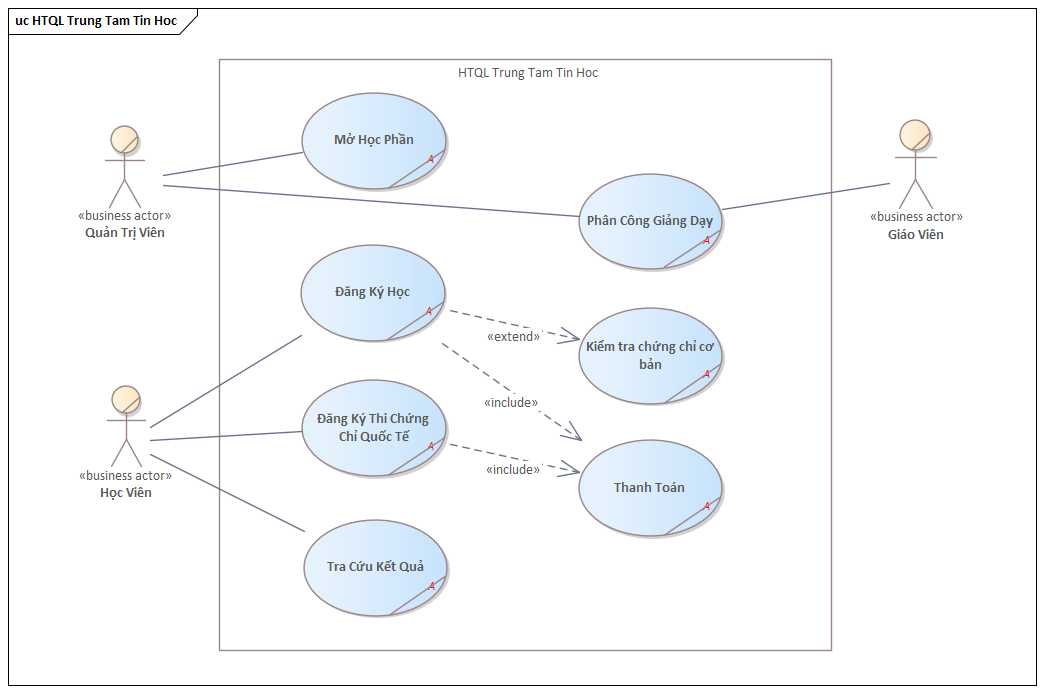 uc HTQL Trung Tam Tin Hoc
HTQL Trung Tam Tin Hoc
Mở Học Phần
A
«business actor»
Quản Trị Viên
Phân Công Giảng Dạy
A
«business actor»
Giáo Viên
Đăng Ký Học
A
«extend»
Kiểm tra chứng chỉ cơ
bản
A
«include»
Đăng Ký Thi Chứng
Chỉ Quốc Tế
A
«include»
«business actor»
Học Viên
Thanh Toán
A
Tra Cứu Kết Quả
A